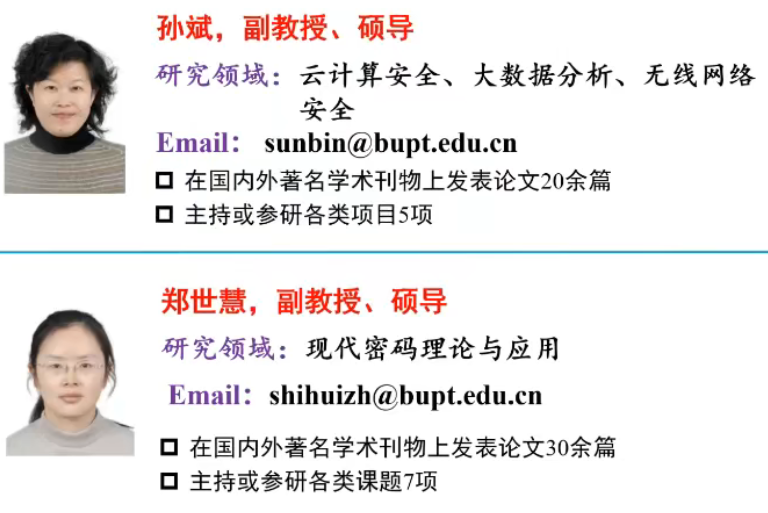 孙斌，副教授、硕导
研究领域：云计算安全、大数据分析、无线网络
安全
Email： sunbin@bupt.edu.cn
在国内外著名学术刊物上发表论文20余篇
主持或参研各类项目5项
郑世慧，副教授、硕导
研究领域：现代密码理论与应用
Email：shihuizh@bupt.edu.cn
在国内外著名学术刊物上发表论文30余篇
主持或参研各类课题7项